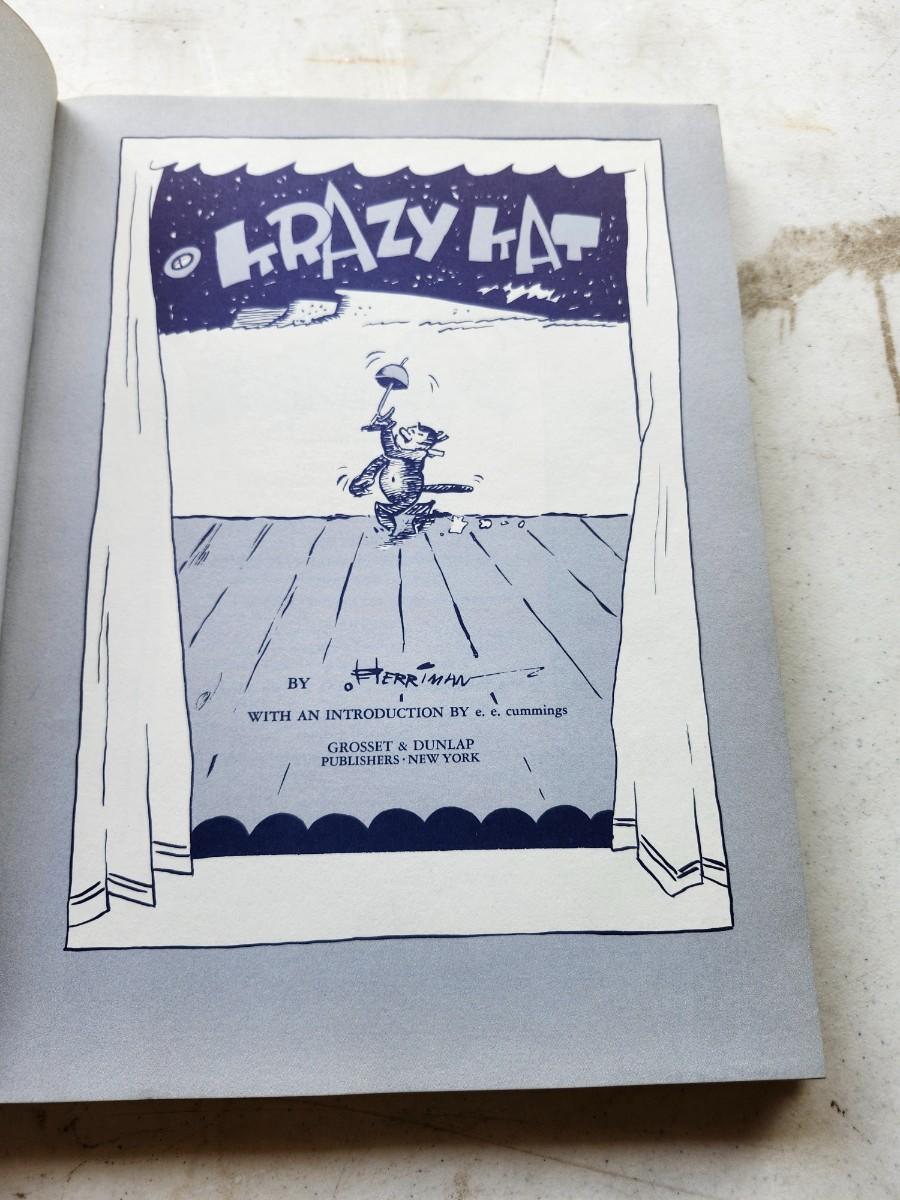 KRAZY KAT
BY HERRIMAN
WITH AN INTRODUCTION BY e. e. cummings
GROSSET & DUNLAP
PUBLISHERS · NEW YORK